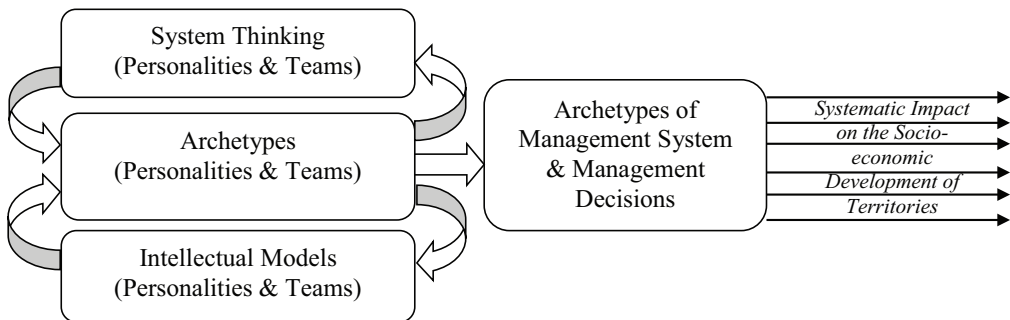 System Thinking
(Personalities & Teams)
Archetypes
(Personalities & Teams)
Intellectual Models
(Personalities & Teams)
Archetypes of
Management System
& Management
Decisions
Systematic Impact
on the Socio-
economic
Development of
Territories